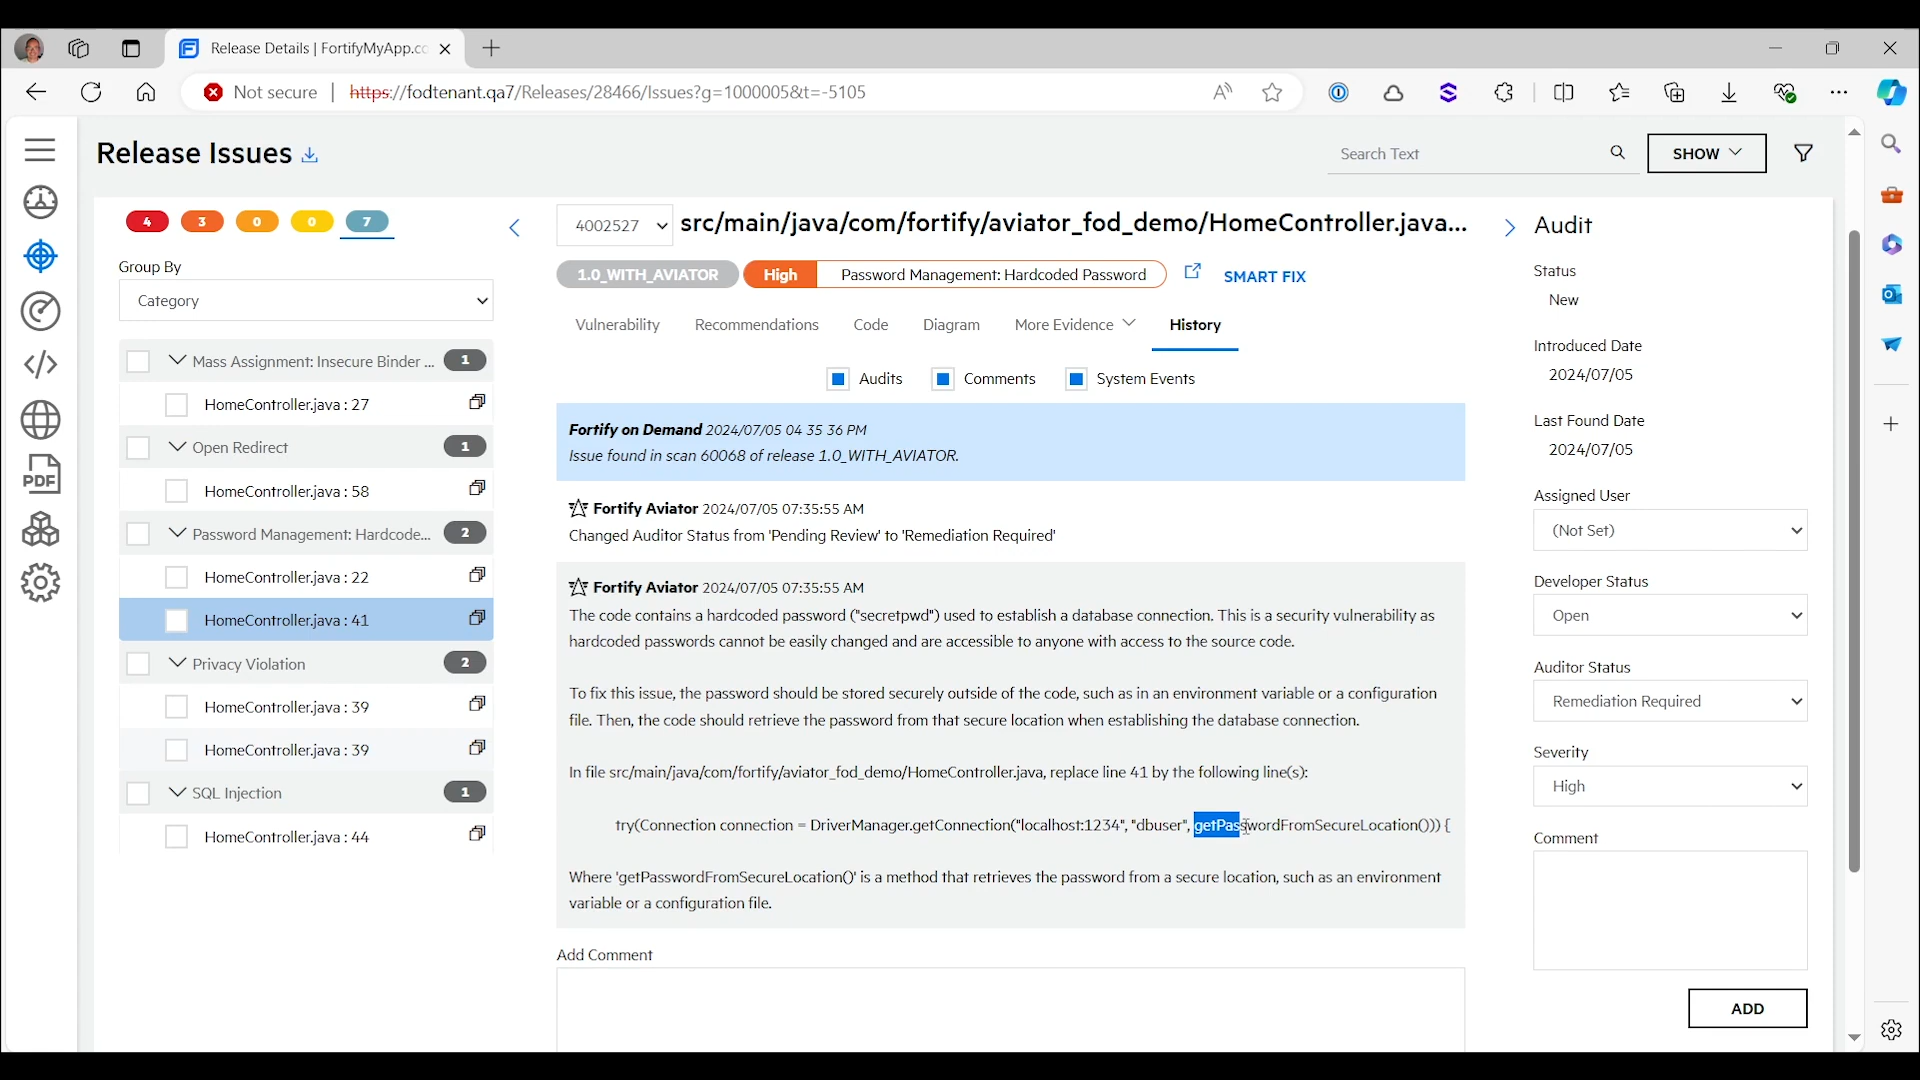 Release Details | FortifyMyApp.co
Not secure
https://fodtenant.qa7/Releases/28466/Issues?g=1000005&t=-5105
Release Issues
Search Text
SHOW
4
3
0
0
7
Group By
Category
Mass Assignment: Insecure Binder ...
1
HomeController.java : 27
Open Redirect
1
HomeController.java : 58
Password Management: Hardcode...
2
HomeController.java : 22
HomeController.java : 41
Privacy Violation
2
HomeController.java : 39
HomeController.java : 39
SQL Injection
1
HomeController.java : 44
PDF
4002527
src/main/java/com/fortify/aviator_fod_demo/HomeController.java...
1.0_WITH_AVIATOR
High
Password Management: Hardcoded Password
SMART FIX
Vulnerability
Recommendations
Code
Diagram
More Evidence
History
Audits
Comments
System Events
Fortify on Demand 2024/07/05 04 35 36 PM
Issue found in scan 60068 of release 1.0_WITH_AVIATOR.
Fortify Aviator 2024/07/05 07:35:55 AM
Changed Auditor Status from 'Pending Review' to 'Remediation Required'
Fortify Aviator 2024/07/05 07:35:55 AM
The code contains a hardcoded password ("secretpwd") used to establish a database connection. This is a security vulnerability as
hardcoded passwords cannot be easily changed and are accessible to anyone with access to the source code.
To fix this issue, the password should be stored securely outside of the code, such as in an environment variable or a configuration
file. Then, the code should retrieve the password from that secure location when establishing the database connection.
In file src/main/java/com/fortify/aviator_fod_demo/HomeController.java, replace line 41 by the following line(s):
try(Connection connection = DriverManager.getConnection("localhost:1234", "dbuser", getPasswordFromSecureLocation())) {
Where 'getPasswordFromSecureLocation()' is a method that retrieves the password from a secure location, such as an environment
variable or a configuration file.
Add Comment
Audit
Status
New
Introduced Date
2024/07/05
Last Found Date
2024/07/05
Assigned User
(Not Set)
Developer Status
Open
Auditor Status
Remediation Required
Severity
High
Comment
ADD